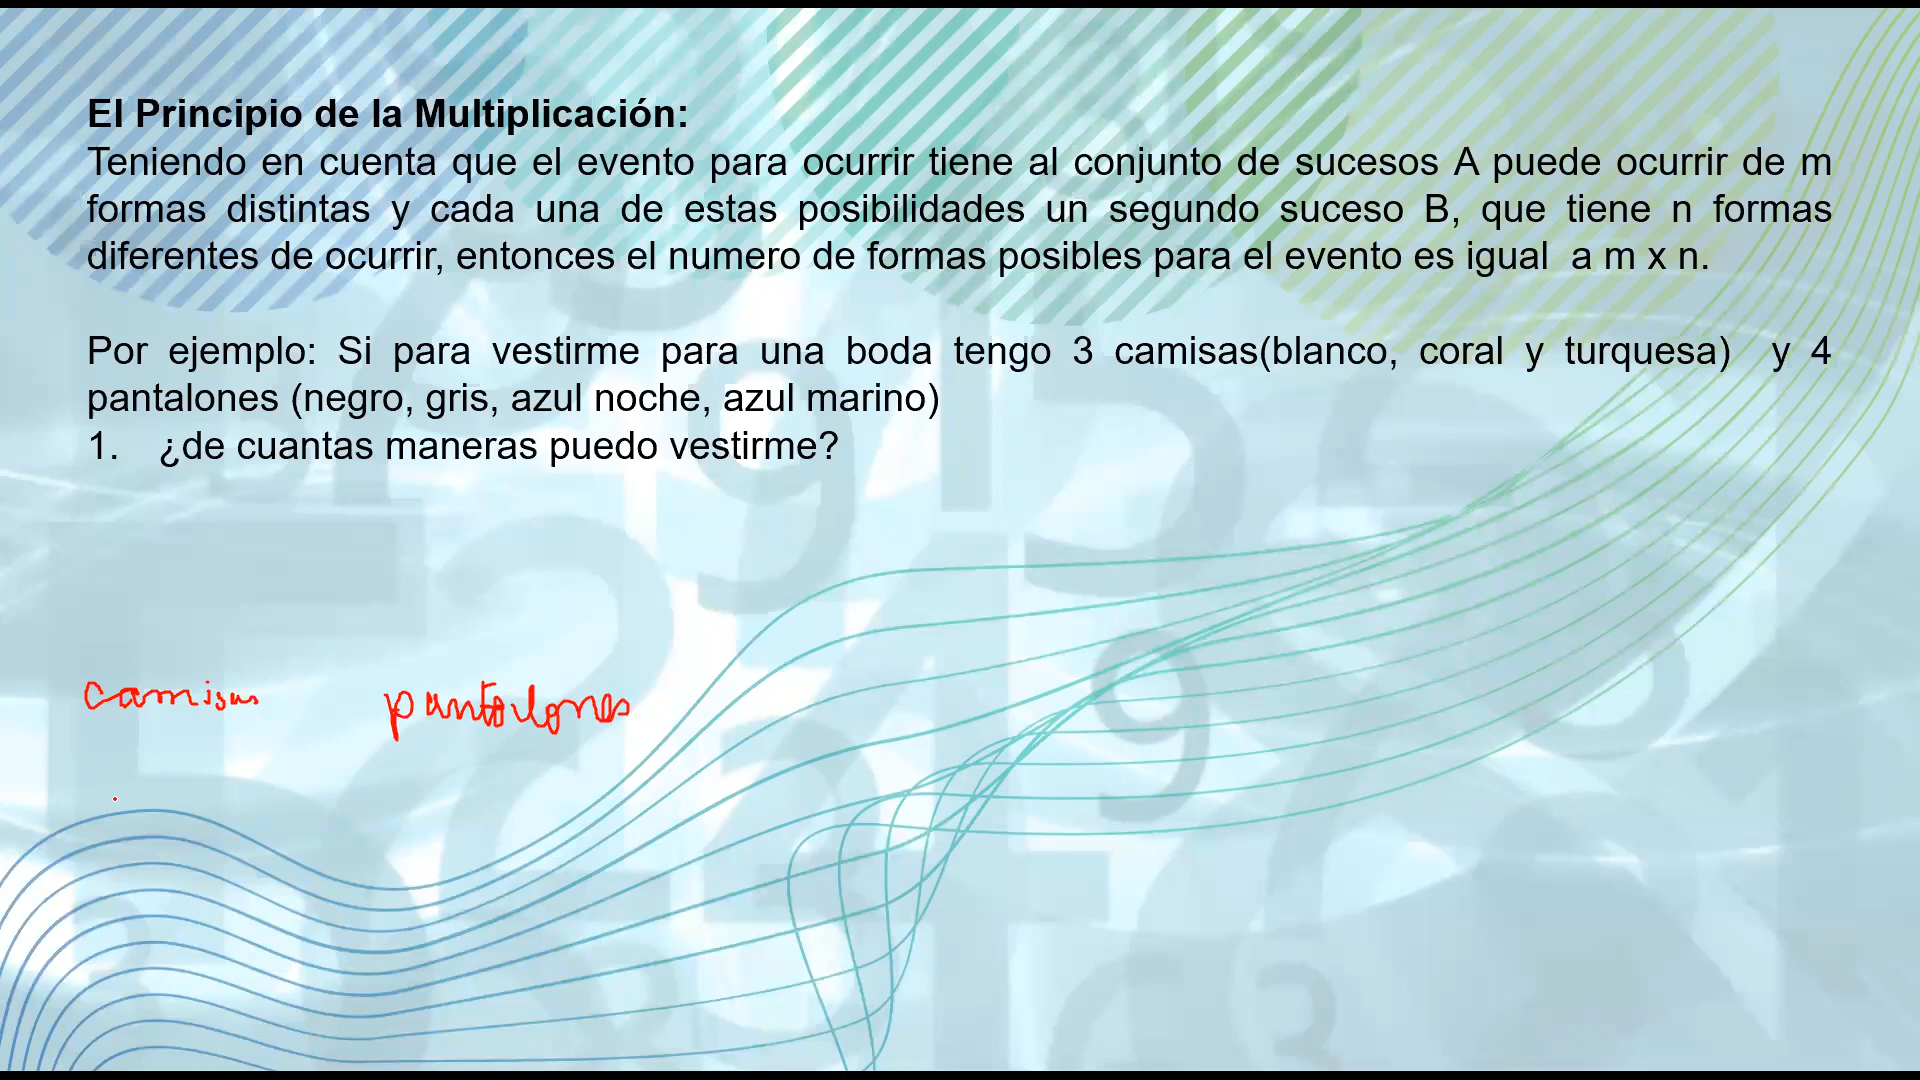 El Principio de la Multiplicación:
Teniendo en cuenta que el evento para ocurrir tiene al conjunto de sucesos A puede ocurrir de m
formas distintas y cada una de estas posibilidades un segundo suceso B, que tiene n formas
diferentes de ocurrir, entonces el numero de formas posibles para el evento es igual a m x n.
Por ejemplo: Si para vestirme para una boda tengo 3 camisas(blanco, coral y turquesa) y 4
pantalones (negro, gris, azul noche, azul marino)
1. ¿de cuantas maneras puedo vestirme?
camisas pantalones